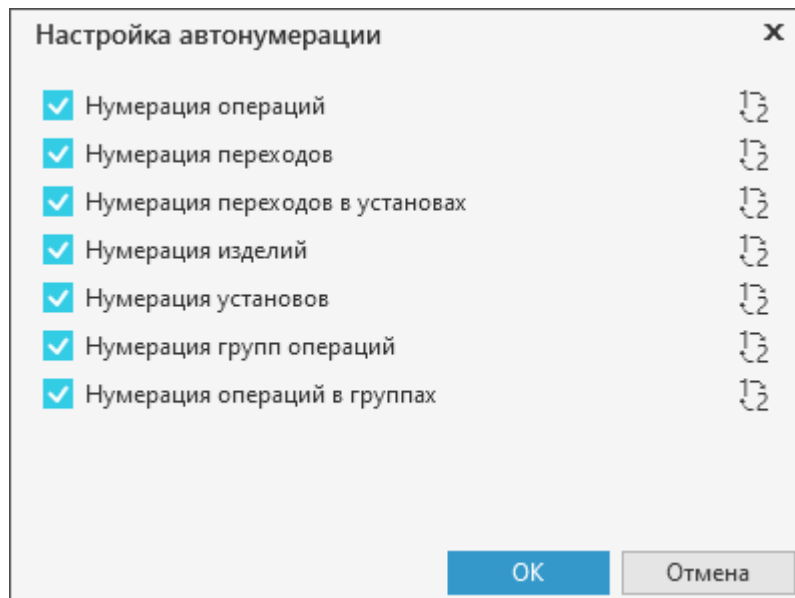 Настройка автонумерации
Нумерация операций
Нумерация переходов
Нумерация переходов в установах
Нумерация изделий
Нумерация установов
Нумерация групп операций
Нумерация операций в группах
ОК Отмена